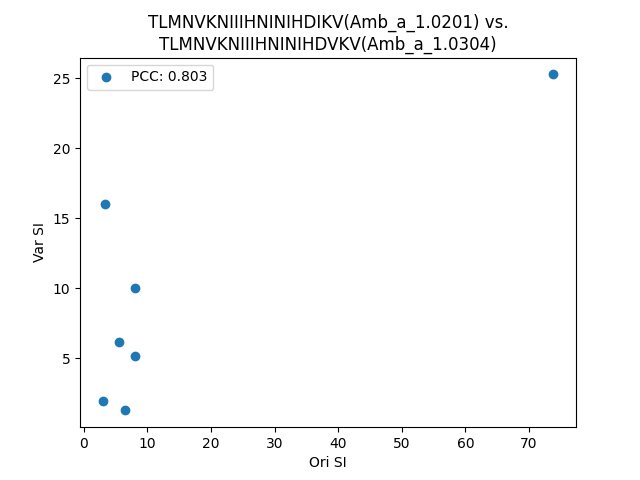 TLMNVKNIIIHNINIHDIKV(Amb_a_1.0201) vs.
TLMNVKNIIIHNINIHDVKV(Amb_a_1.0304)
PCC: 0.803
25
20
15
10
5
Var SI
0 10 20 30 40 50 60 70
Ori SI